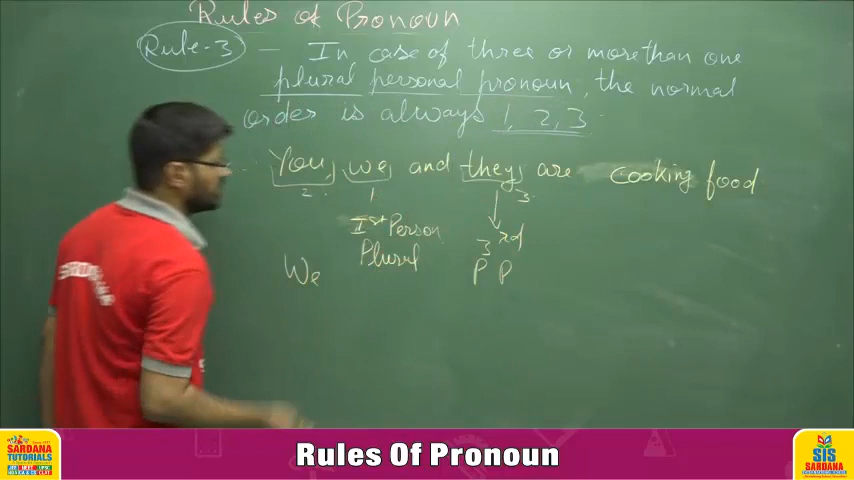 Rules of Pronoun
Rule-3 - In case of three or more than one
plural personal pronoun, the normal
order is always 1, 2, 3
You, we and they are cooking food
2. 1 3.
Ist Person 3rd
Plural P P
We
Rules Of Pronoun
SARDANA
TUTORIALS
SIS
SARDANA